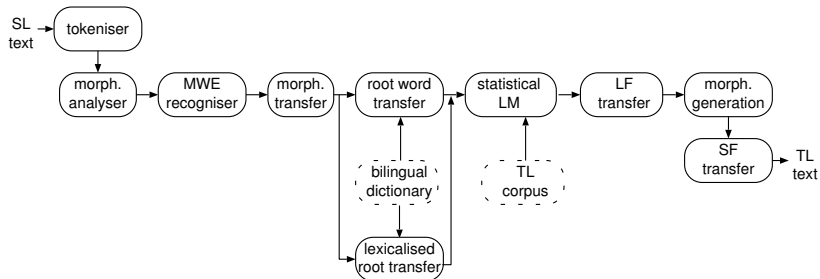 SL
text
tokeniser
morph.
analyser
MWE
recogniser
morph.
transfer
root word
transfer
statistical
LM
LF
transfer
morph.
generation
SF
transfer
TL
text
bilingual
dictionary
TL
corpus
lexicalised
root transfer